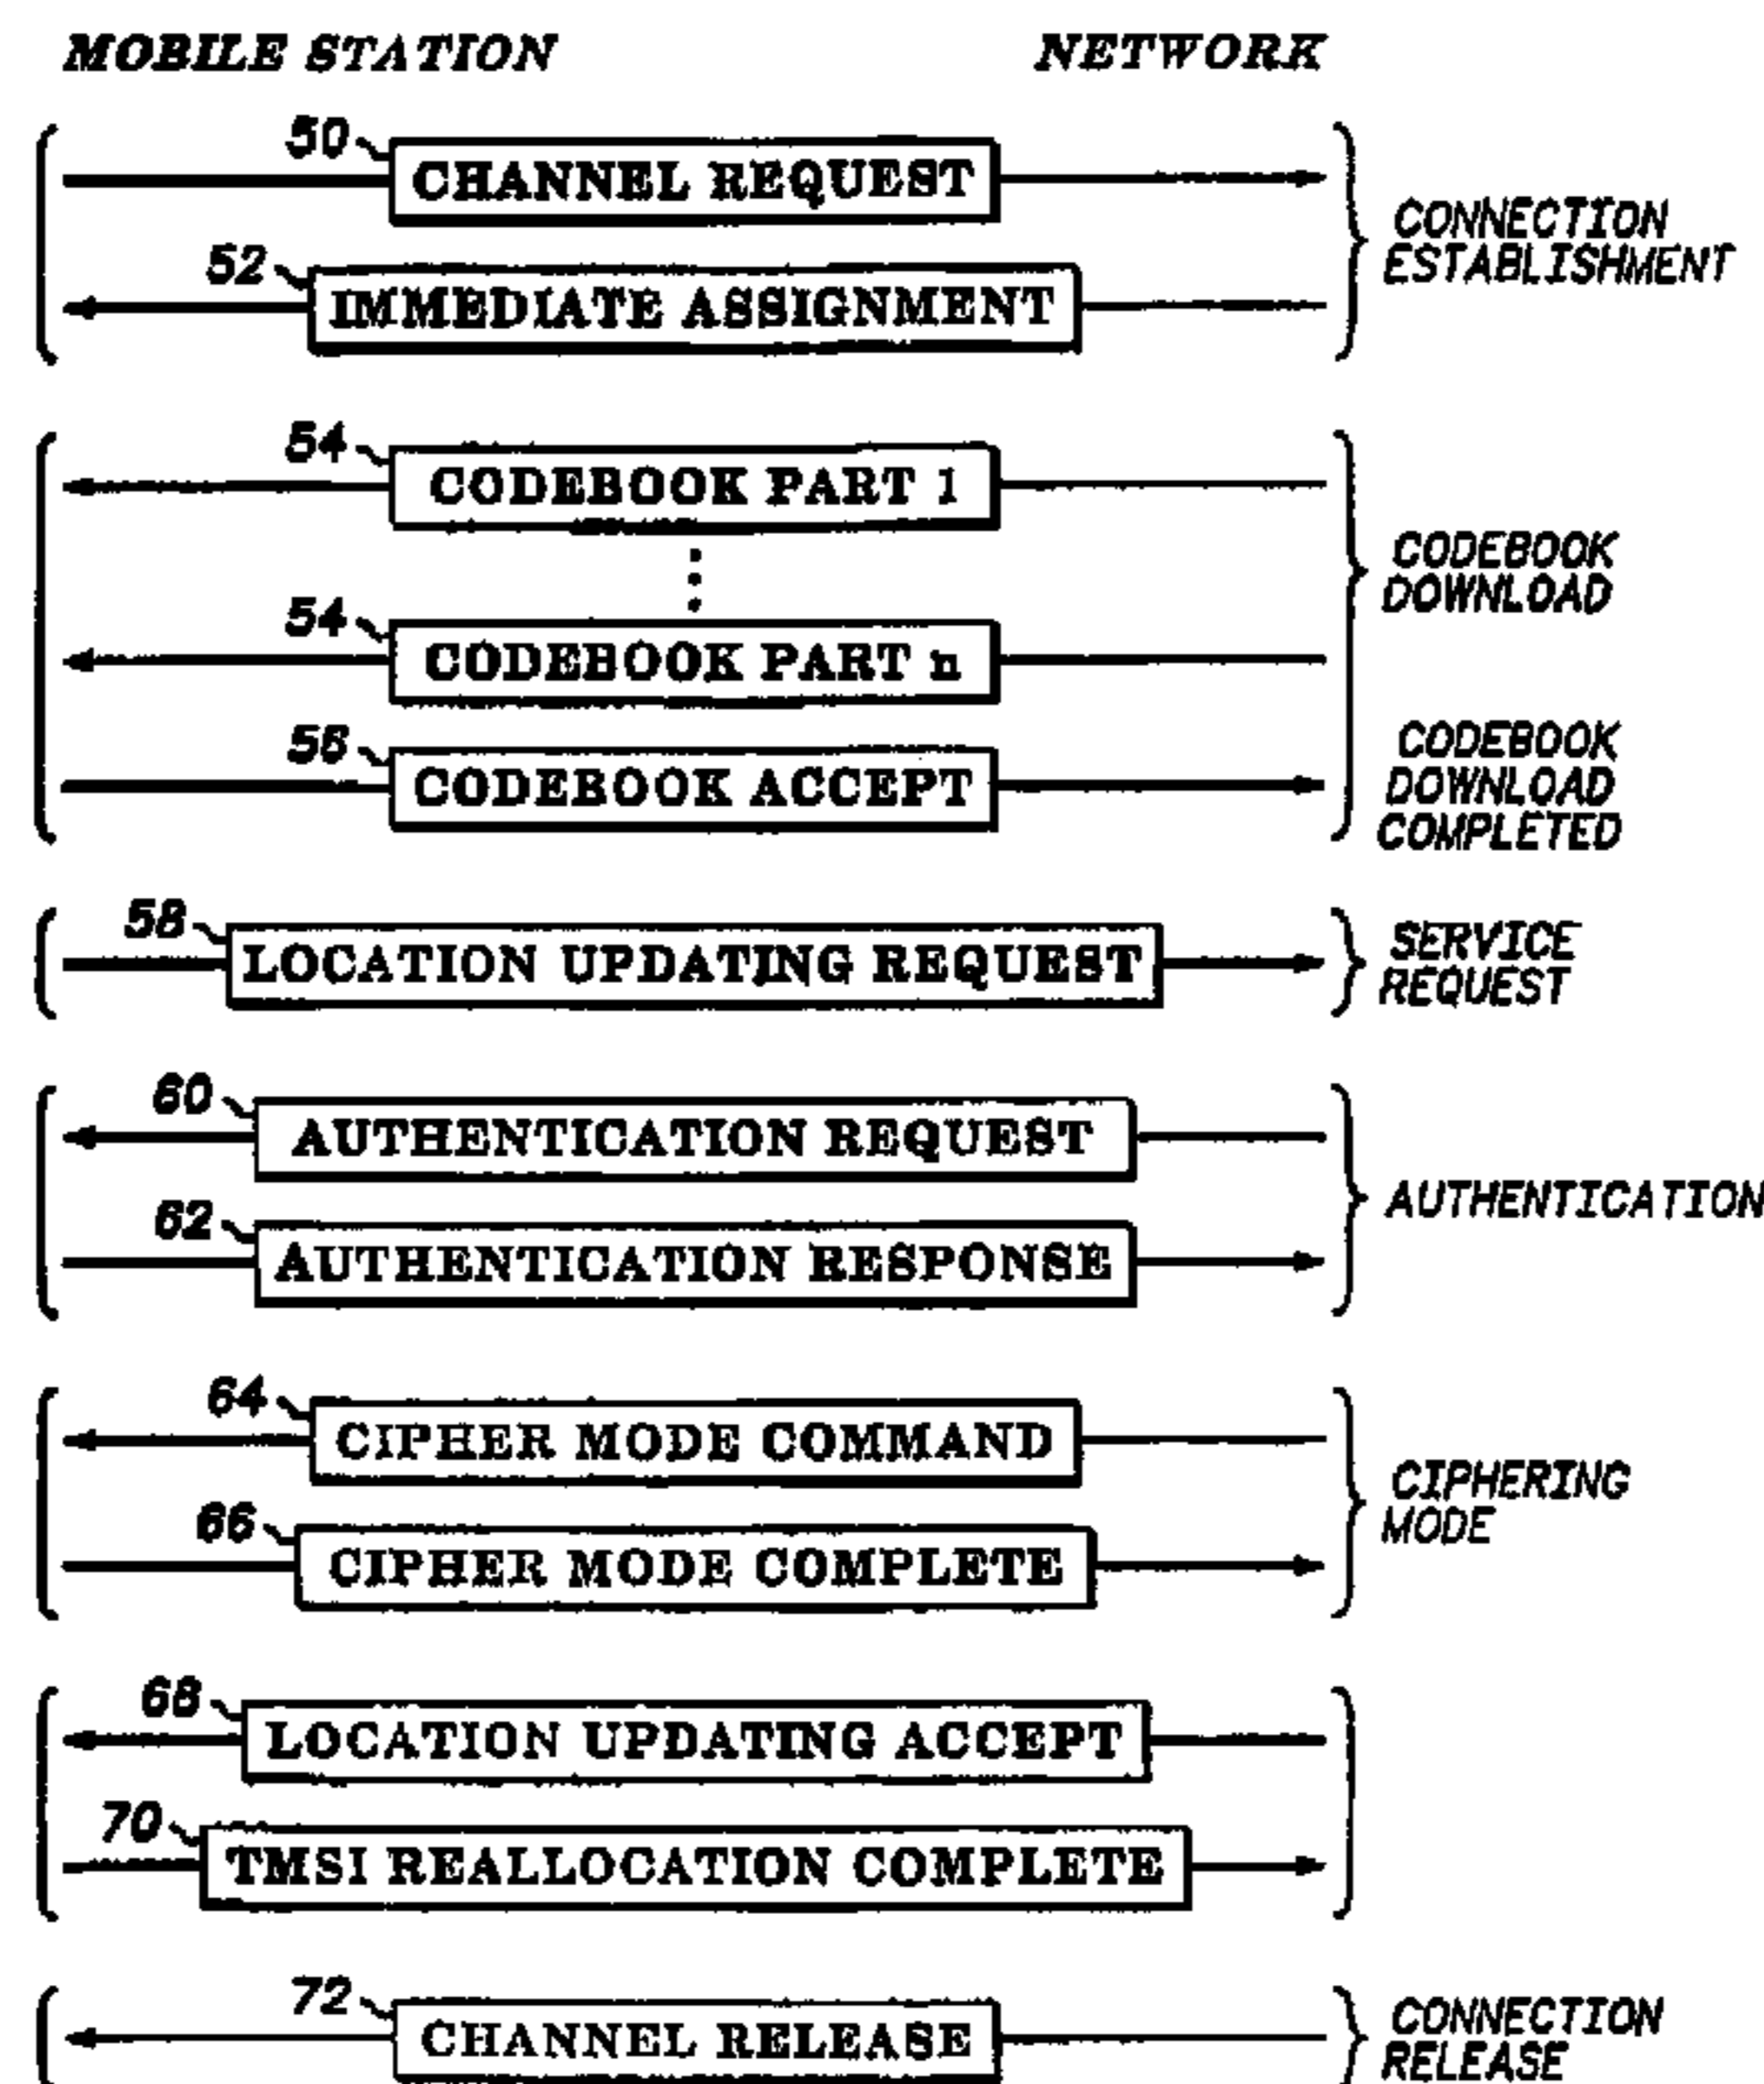 MOBILE STATION NETWORK
50 CHANNEL REQUEST
52 IMMEDIATE ASSIGNMENT
CONNECTION
ESTABLISHMENT
54 CODEBOOK PART 1
54 CODEBOOK PART n
CODEBOOK
DOWNLOAD
56 CODEBOOK ACCEPT
CODEBOOK
DOWNLOAD
COMPLETED
58 LOCATION UPDATING REQUEST
SERVICE
REQUEST
60 AUTHENTICATION REQUEST
62 AUTHENTICATION RESPONSE
AUTHENTICATION
64 CIPHER MODE COMMAND
66 CIPHER MODE COMPLETE
CIPHERING
MODE
68 LOCATION UPDATING ACCEPT
70 TMSI REALLOCATION COMPLETE
72 CHANNEL RELEASE
CONNECTION
RELEASE